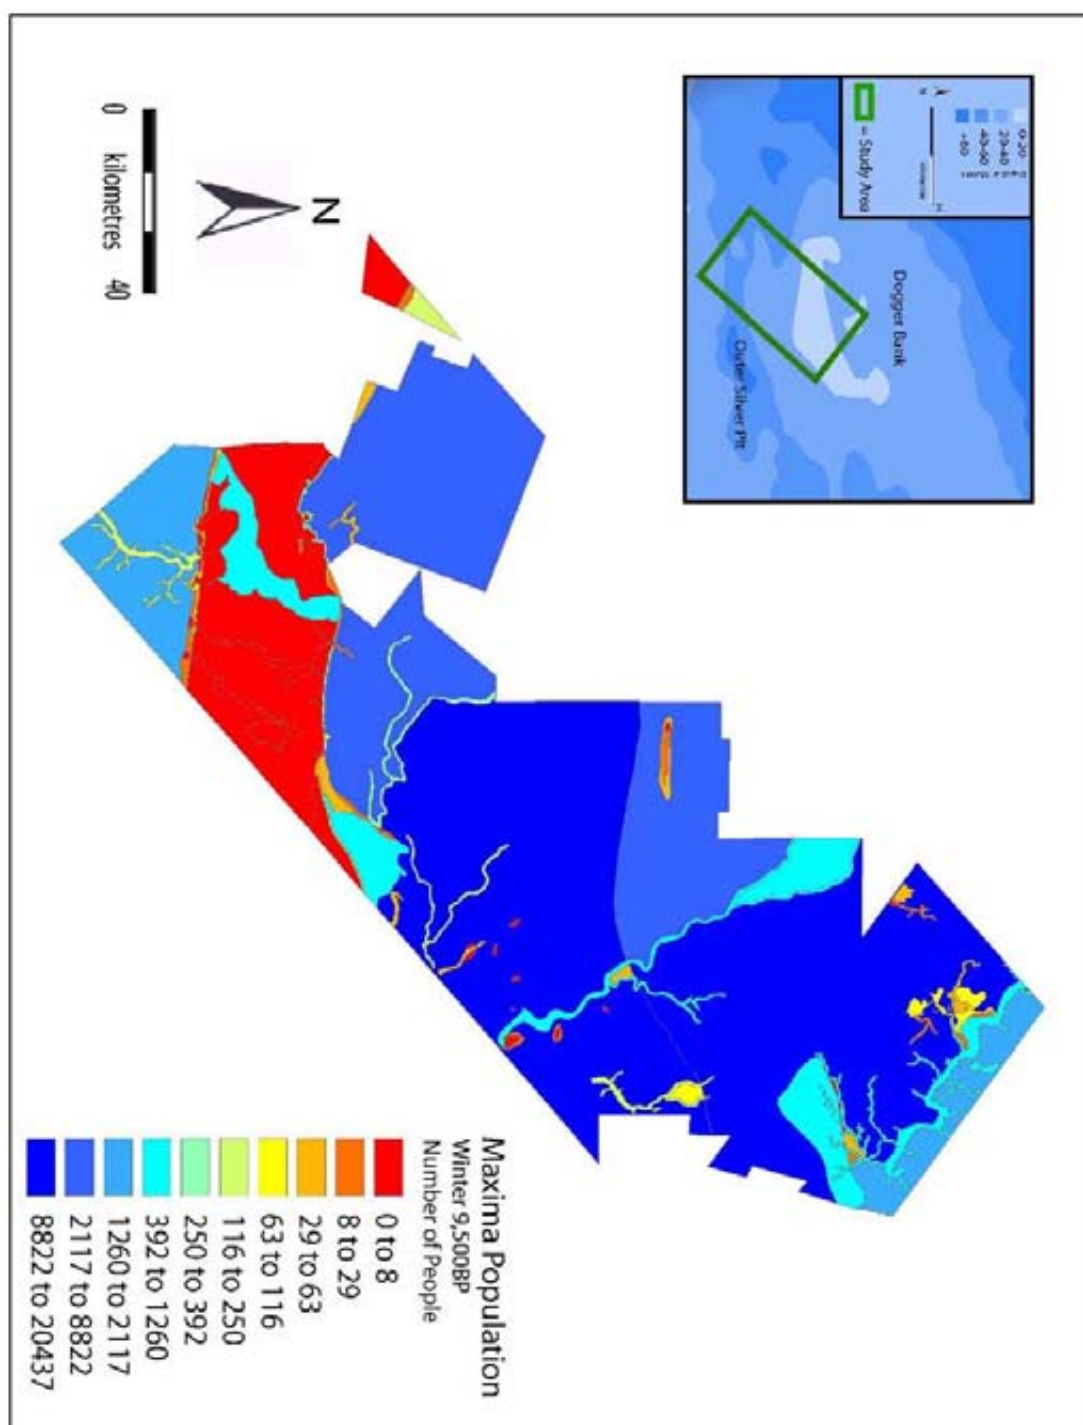 Maxima Population
Winter 9,500BP
Number of People
0 to 8
8 to 29
29 to 63
63 to 116
116 to 250
250 to 392
392 to 1260
1260 to 2117
2117 to 8822
8822 to 20437
N
0 kilometres 40
Dogger Bank
Outer Silver Pit
0-20
20-40
40-60
+60
N
= Study Area